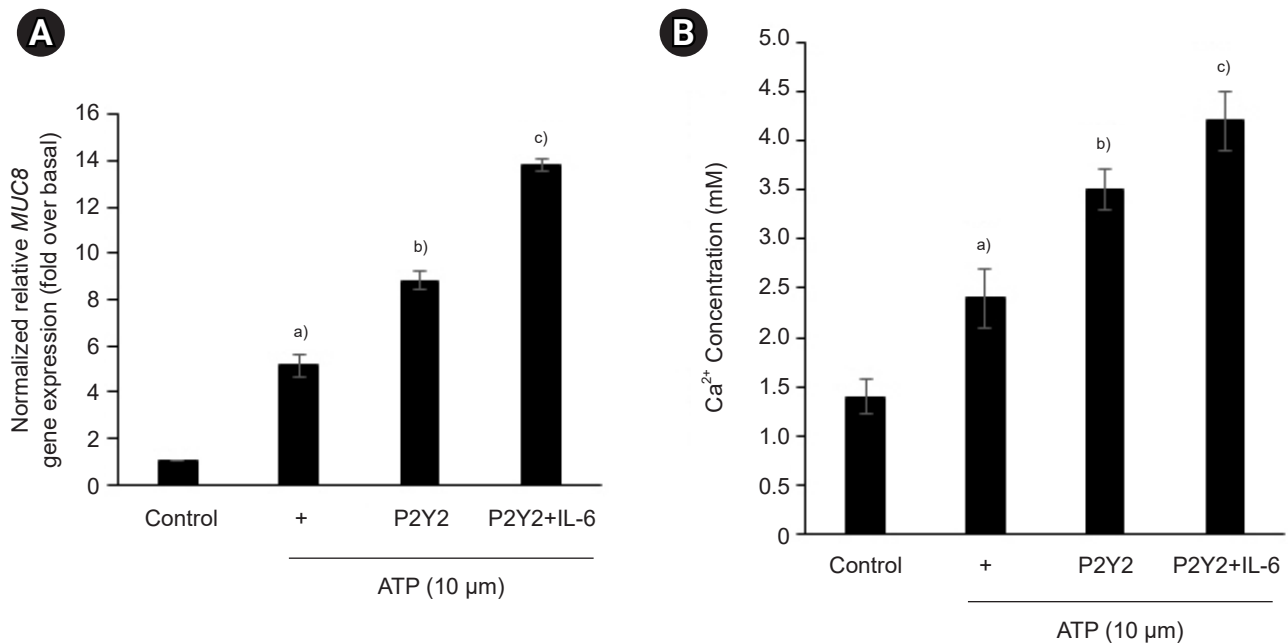 A
Normalized relative MUC8
gene expression (fold over basal)
16
14
12
10
8
6
4
2
0
a)
b)
c)
Control
+
P2Y2
P2Y2+IL-6
ATP (10 μm)
B
Ca2+ Concentration (mM)
5.0
4.5
4.0
3.5
3.0
2.5
2.0
1.5
1.0
0.5
0
a)
b)
c)
Control
+
P2Y2
P2Y2+IL-6
ATP (10 μm)